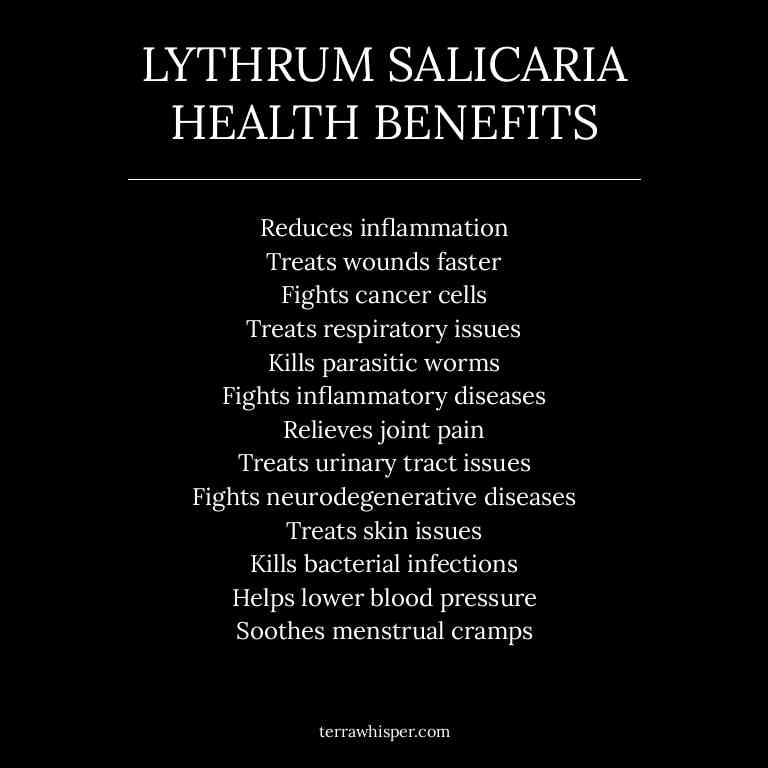 LYTHRUM SALICARIA
HEALTH BENEFITS
Reduces inflammation
Treats wounds faster
Fights cancer cells
Treats respiratory issues
Kills parasitic worms
Fights inflammatory diseases
Relieves joint pain
Treats urinary tract issues
Fights neurodegenerative diseases
Treats skin issues
Kills bacterial infections
Helps lower blood pressure
Soothes menstrual cramps
terrawhisper.com